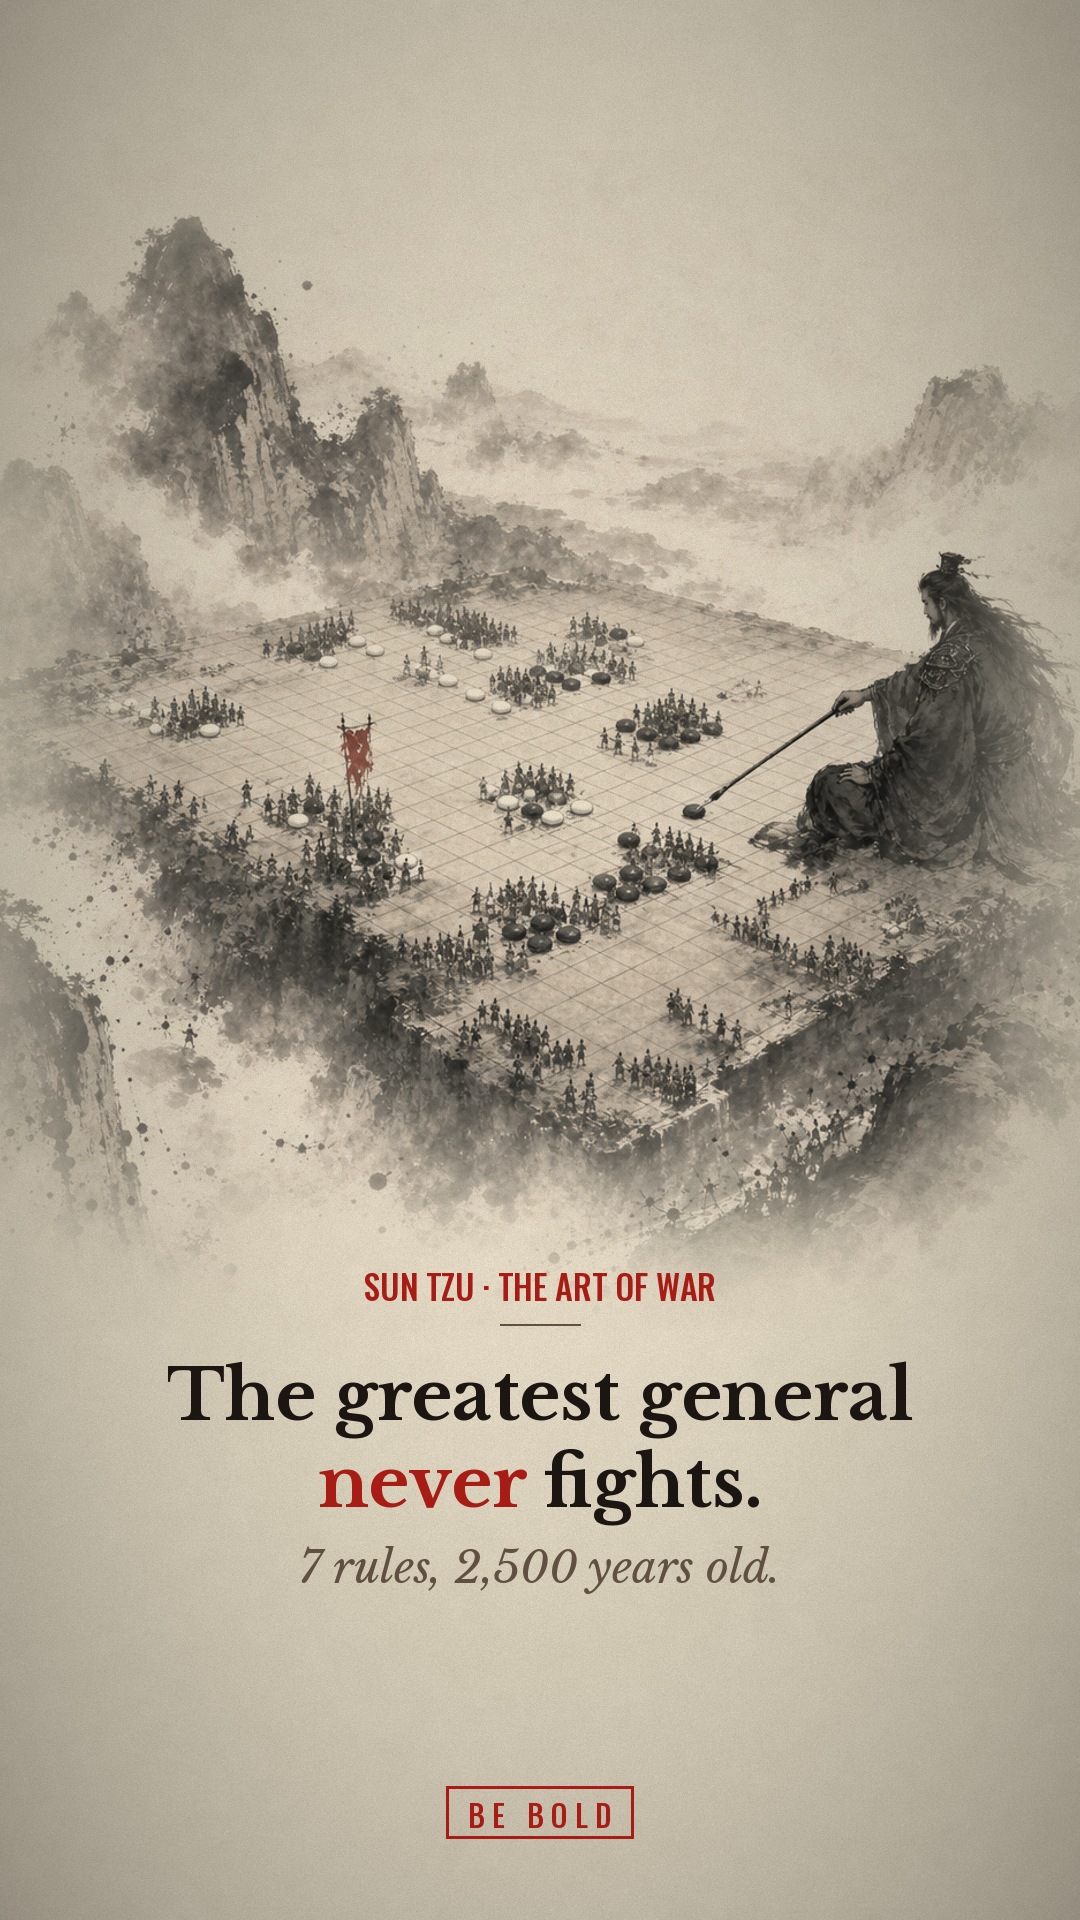 SUN TZU · THE ART OF WAR
The greatest general
never fights.
7 rules, 2,500 years old.
BE BOLD